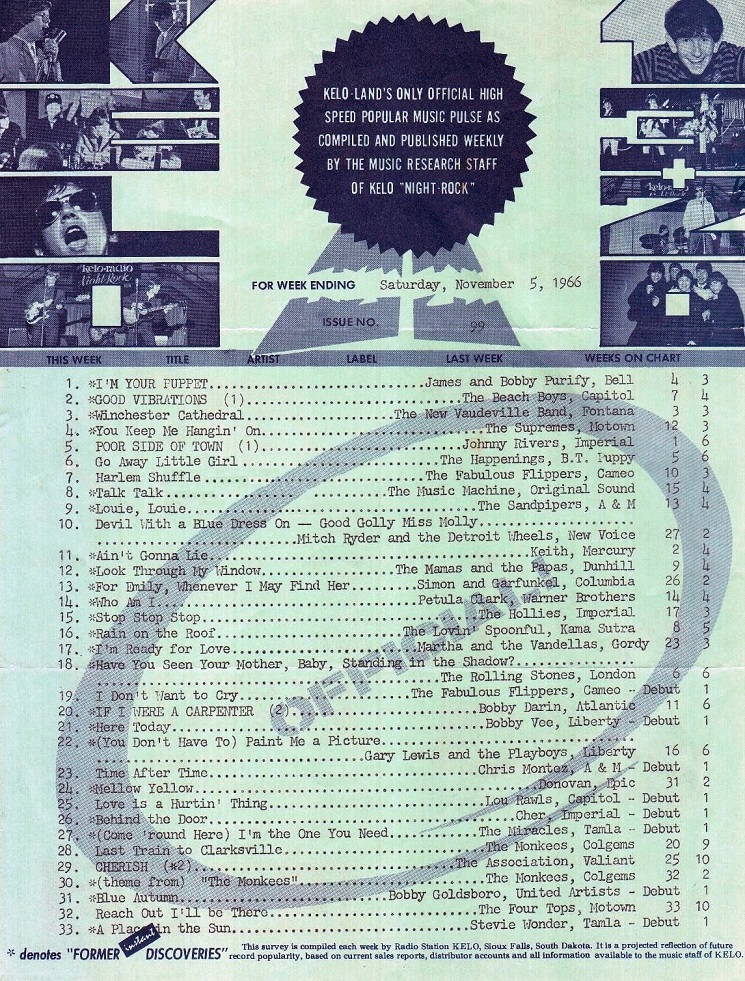 KELO-LAND'S ONLY OFFICIAL HIGH
SPEED POPULAR MUSIC PULSE AS
COMPILED AND PUBLISHED WEEKLY
BY THE MUSIC RESEARCH STAFF
OF KELO "NIGHT-ROCK"
kelo-radio
Night-Rock
FOR WEEK ENDING Saturday, November 5, 1966
ISSUE NO. 99
THIS WEEK TITLE ARTIST LABEL LAST WEEK WEEKS ON CHART
1. *I'M YOUR PUPPET..........James and Bobby Purify, Bell 4 3
2. *GOOD VIBRATIONS (1)..........The Beach Boys, Capitol 7 4
3. *Winchester Cathedral..........The New Vaudeville Band, Fontana 3 3
4. *You Keep Me Hangin' On..........The Supremes, Motown 12 3
5. POOR SIDE OF TOWN (1)..........Johnny Rivers, Imperial 1 6
6. Go Away Little Girl..........The Happenings, B.T. Puppy 5 6
7. Harlem Shuffle..........The Fabulous Flippers, Cameo 10 3
8. *Talk Talk..........The Music Machine, Original Sound 15 4
9. *Louie, Louie..........The Sandpipers, A & M 13 4
10. Devil With a Blue Dress On — Good Golly Miss Molly..........
..........Mitch Ryder and the Detroit Wheels, New Voice 27 2
11. *Ain't Gonna Lie..........Keith, Mercury 2 4
12. *Look Through My Window..........The Mamas and the Papas, Dunhill 9 4
13. *For Emily, Whenever I May Find Her..........Simon and Garfunkel, Columbia 26 2
14. *Who Am I..........Petula Clark, Warner Brothers 14 4
15. *Stop Stop Stop..........The Hollies, Imperial 17 3
16. *Rain on the Roof..........The Lovin' Spoonful, Kama Sutra 8 5
17. *I'm Ready for Love..........Martha and the Vandellas, Gordy 23 3
18. *Have You Seen Your Mother, Baby, Standing in the Shadow?..........
..........The Rolling Stones, London 6 6
19. I Don't Want to Cry..........The Fabulous Flippers, Cameo - Debut 1
20. *IF I WERE A CARPENTER (2)..........Bobby Darin, Atlantic 11 6
21. *Here Today..........Bobby Vee, Liberty - Debut 1
22. *(You Don't Have To) Paint Me a Picture..........
..........Gary Lewis and the Playboys, Liberty 16 6
23. Time After Time..........Chris Montez, A & M - Debut 1
24. *Mellow Yellow..........Donovan, Epic 31 2
25. Love is a Hurtin' Thing..........Lou Rawls, Capitol - Debut 1
26. *Behind the Door..........Cher, Imperial - Debut 1
27. *(Come 'round Here) I'm the One You Need..........The Miracles, Tamla - Debut 1
28. Last Train to Clarksville..........The Monkees, Colgems 20 9
29. CHERISH (*2)..........The Association, Valiant 25 10
30. *(theme from) "The Monkees"..........The Monkees, Colgems 32 2
31. *Blue Autumn..........Bobby Goldsboro, United Artists - Debut 1
32. Reach Out I'll be There..........The Four Tops, Motown 33 10
33. *A Place in the Sun..........Stevie Wonder, Tamla - Debut 1
OFFICIAL
* denotes "FORMER instant DISCOVERIES"
This survey is compiled each week by Radio Station KELO, Sioux Falls, South Dakota. It is a projected reflection of future
record popularity, based on current sales reports, distributor accounts and all information available to the music staff of KELO.